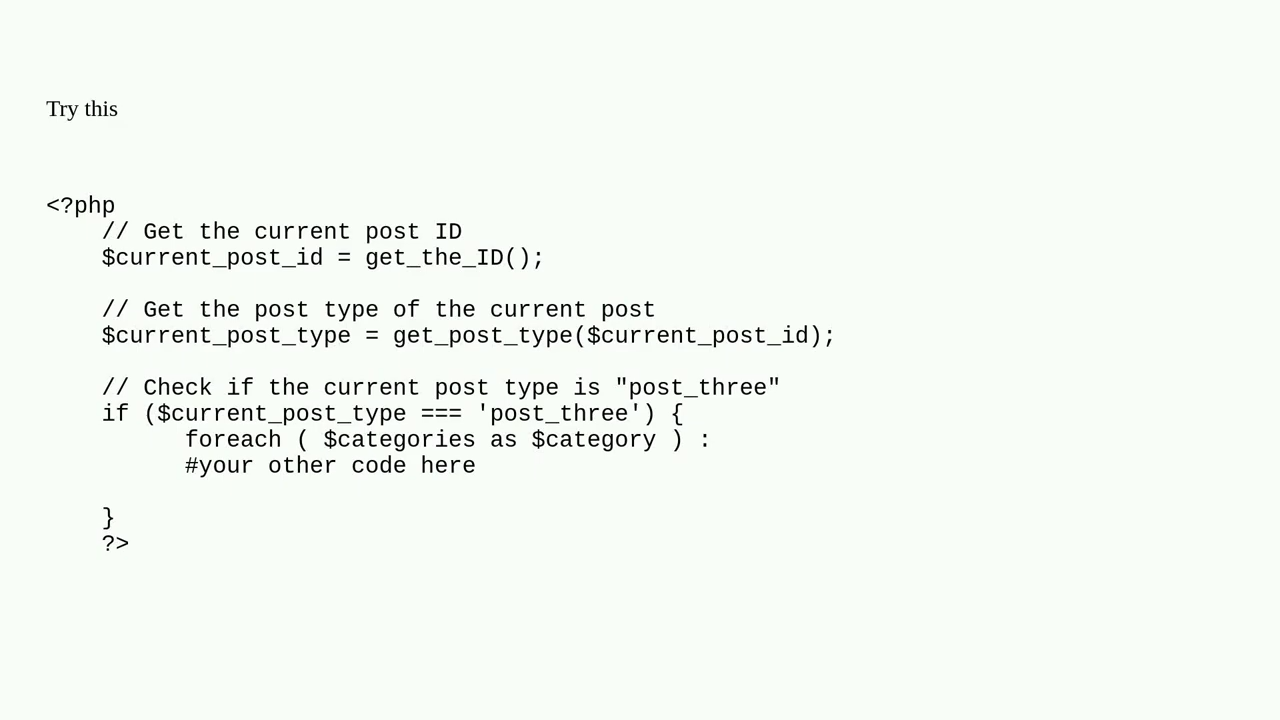 Try this
<?php
// Get the current post ID
$current_post_id = get_the_ID();
// Get the post type of the current post
$current_post_type = get_post_type($current_post_id);
// Check if the current post type is "post_three"
if ($current_post_type === 'post_three') {
foreach ( $categories as $category ) :
#your other code here
}
?>